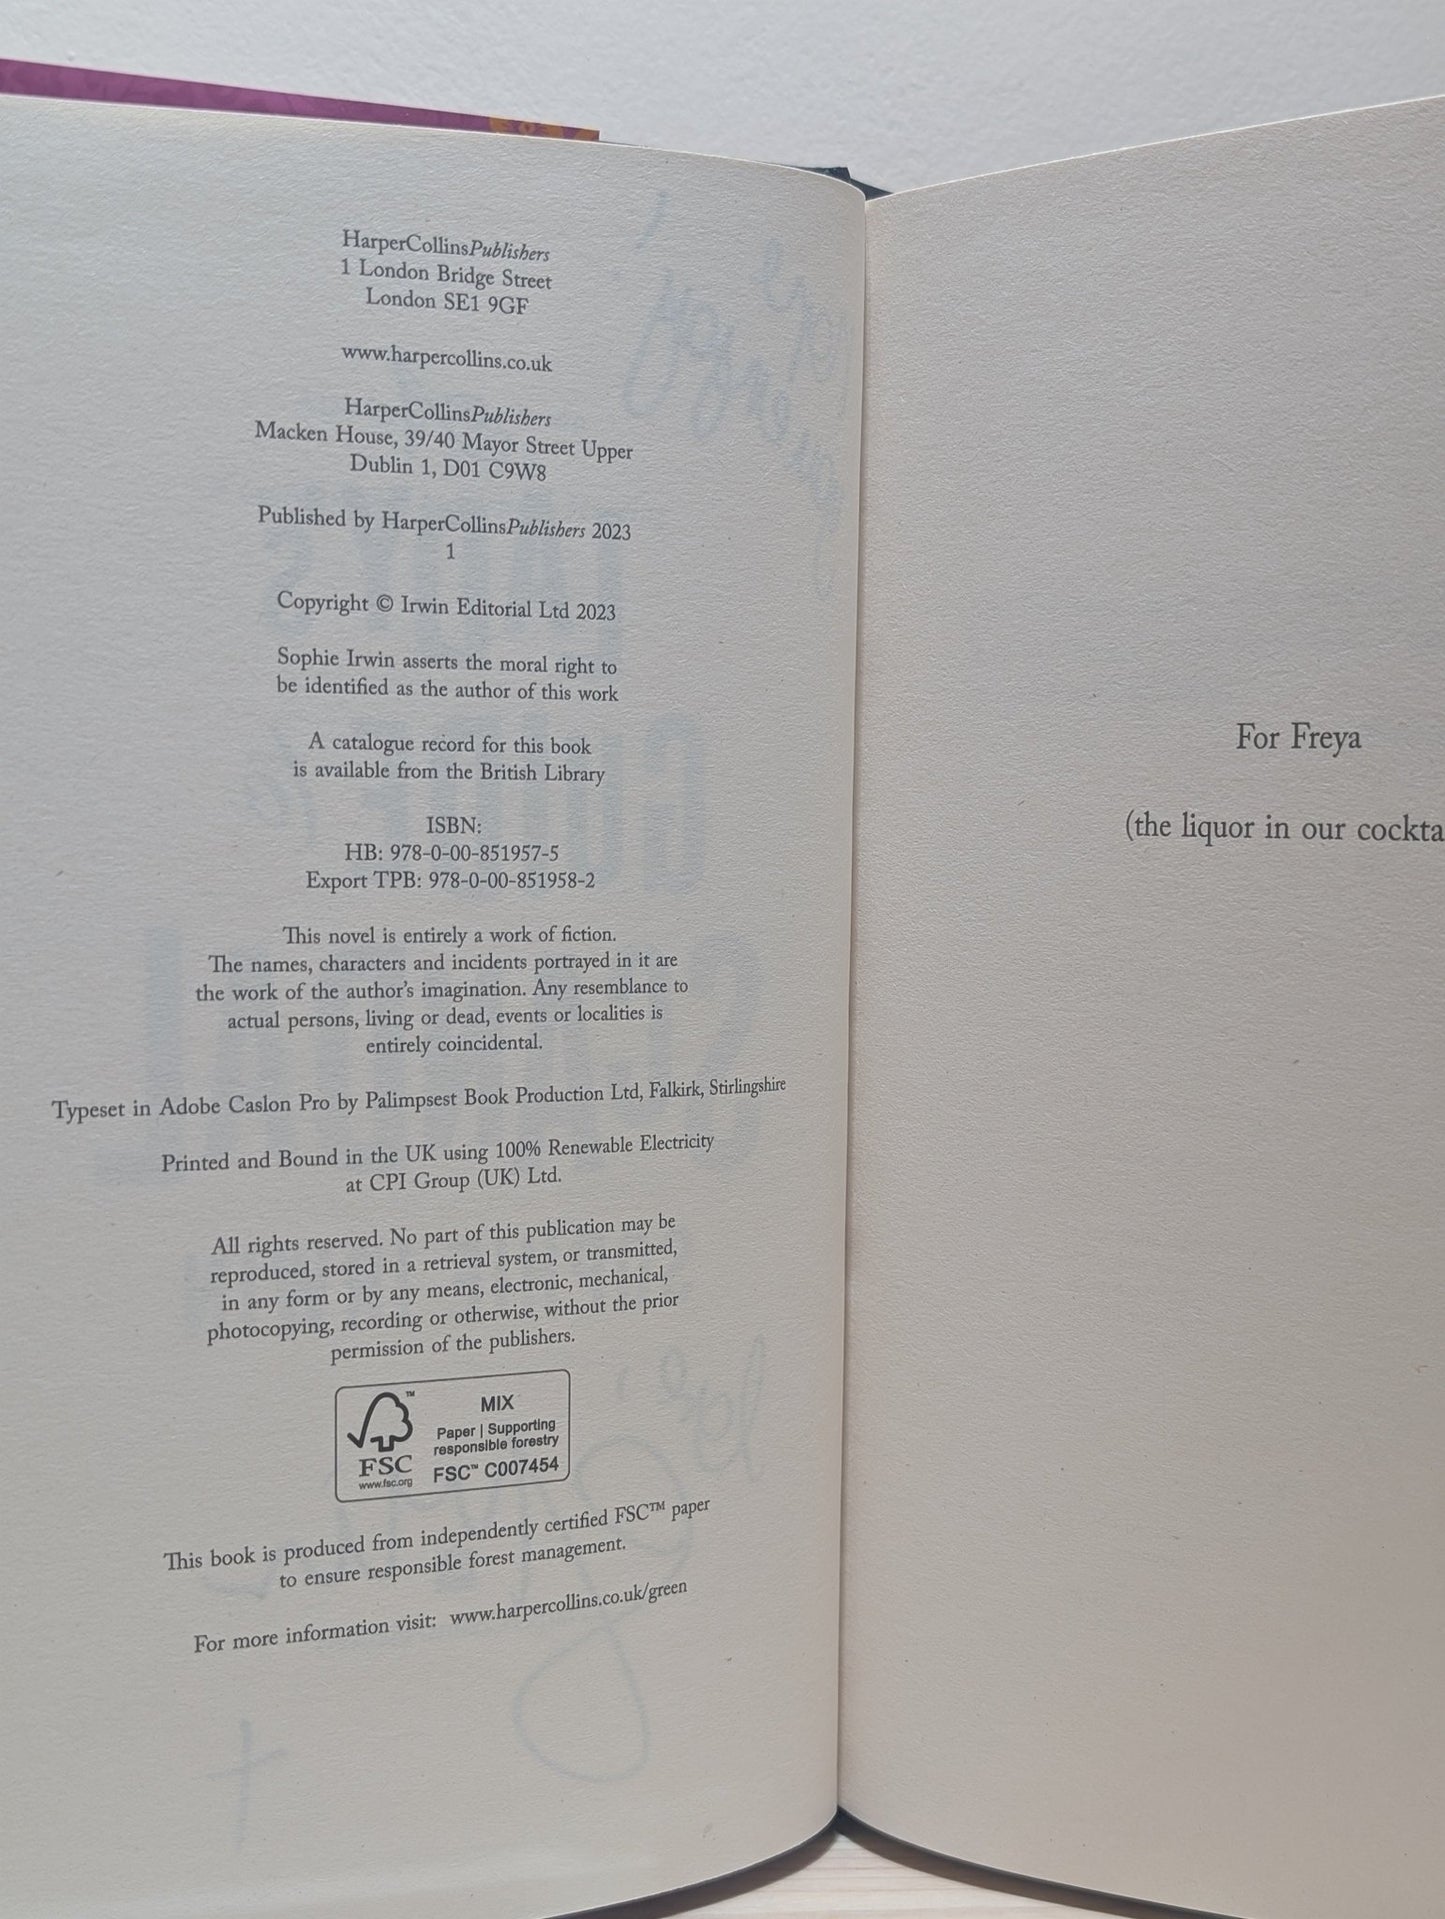 HarperCollinsPublishers
1 London Bridge Street
London SE1 9GF
www.harpercollins.co.uk
HarperCollinsPublishers
Macken House, 39/40 Mayor Street Upper
Dublin 1, D01 C9W8
Published by HarperCollinsPublishers 2023
1
Copyright © Irwin Editorial Ltd 2023
Sophie Irwin asserts the moral right to
be identified as the author of this work
A catalogue record for this book
is available from the British Library
ISBN:
HB: 978-0-00-851957-5
Export TPB: 978-0-00-851958-2
This novel is entirely a work of fiction.
The names, characters and incidents portrayed in it are
the work of the author's imagination. Any resemblance to
actual persons, living or dead, events or localities is
entirely coincidental.
Typeset in Adobe Caslon Pro by Palimpsest Book Production Ltd, Falkirk, Stirlingshire
Printed and Bound in the UK using 100% Renewable Electricity
at CPI Group (UK) Ltd.
All rights reserved. No part of this publication may be
reproduced, stored in a retrieval system, or transmitted,
in any form or by any means, electronic, mechanical,
photocopying, recording or otherwise, without the prior
permission of the publishers.
FSC
www.fsc.org
MIX
Paper | Supporting
responsible forestry
FSC™ C007454
This book is produced from independently certified FSC™ paper
to ensure responsible forest management.
For more information visit: www.harpercollins.co.uk/green
For Freya
(the liquor in our cockta